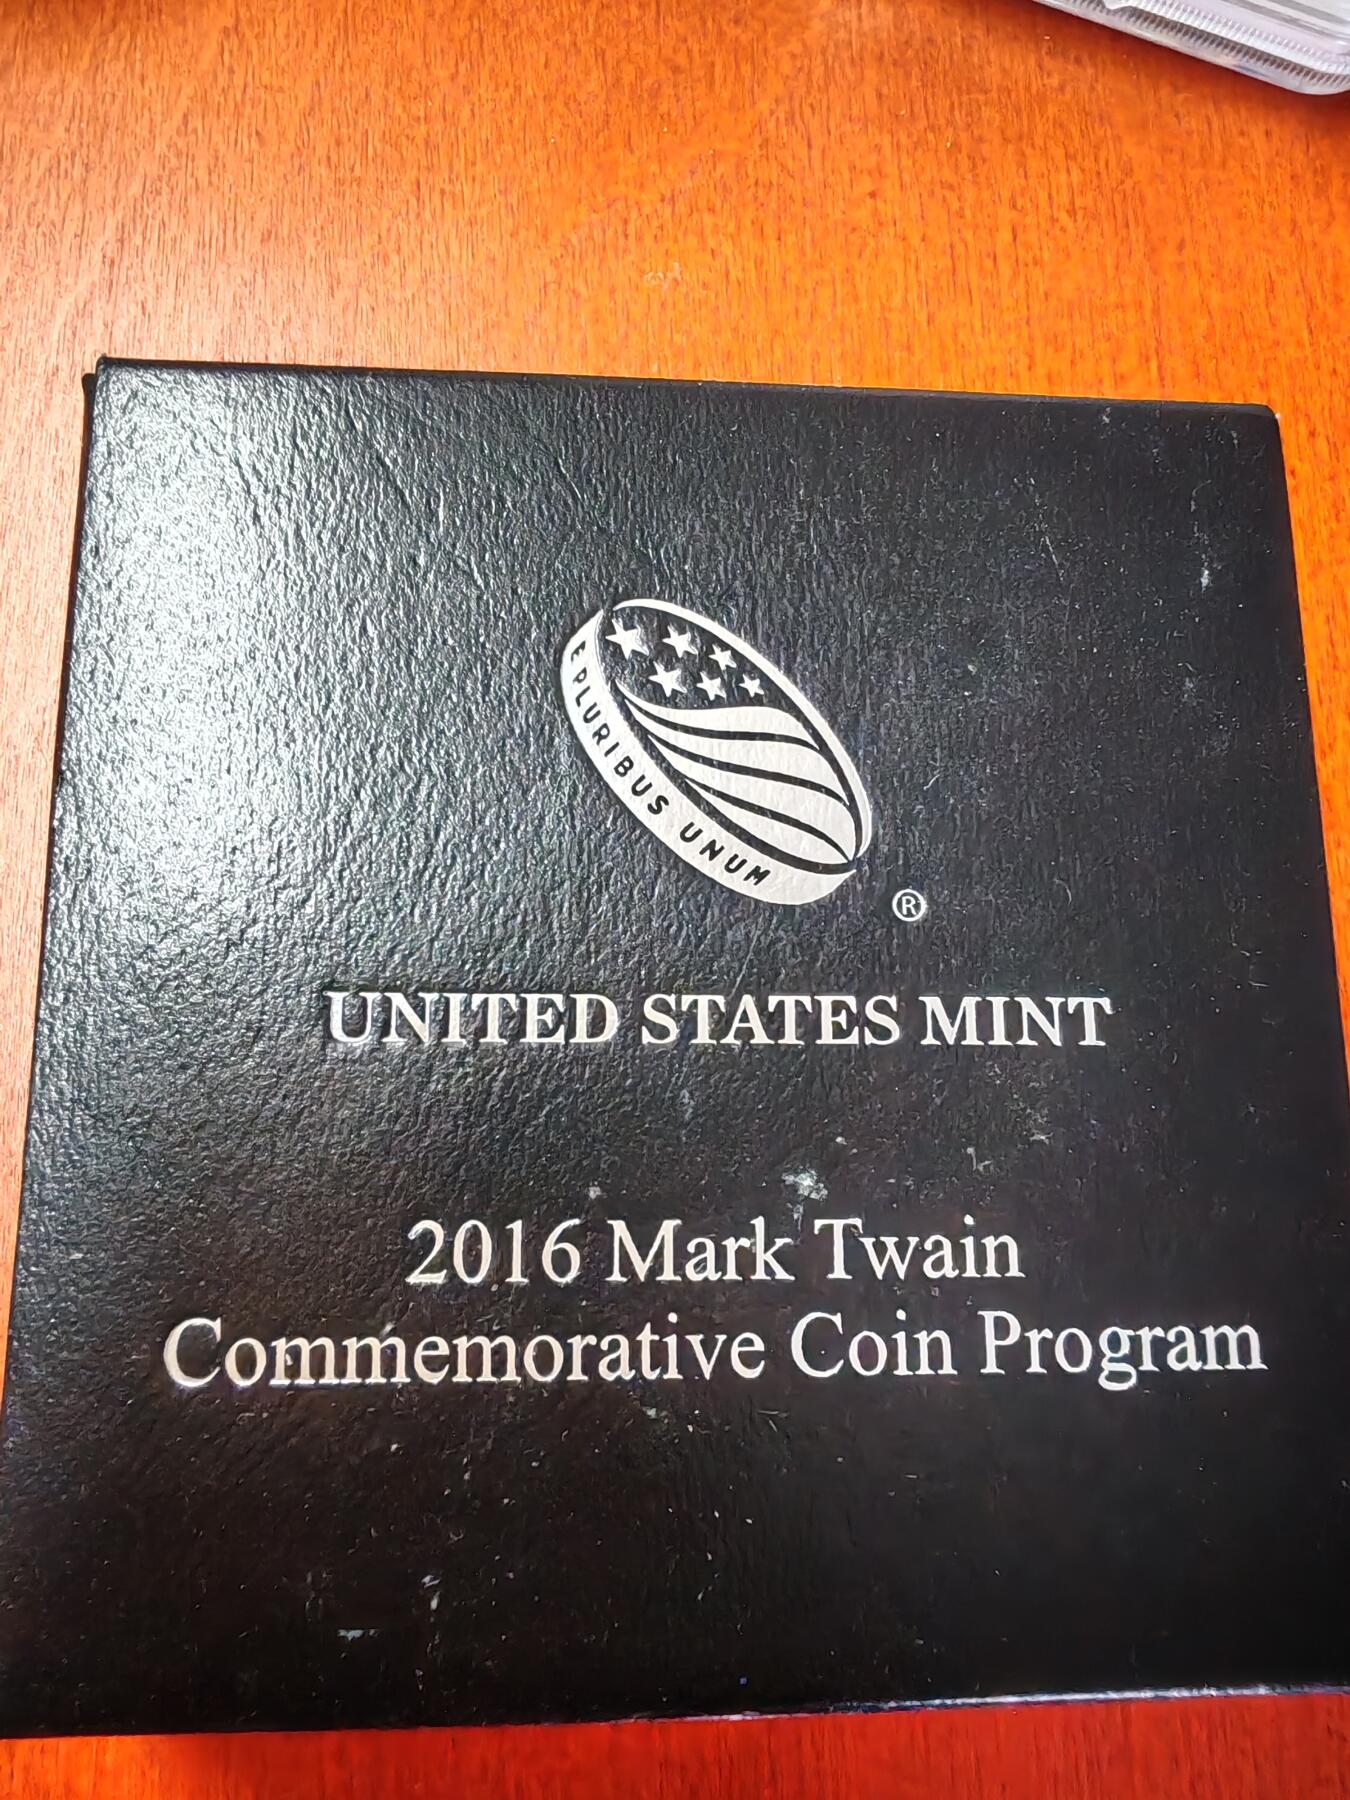 E PLURIBUS UNUM
®
UNITED STATES MINT
2016 Mark Twain
Commemorative Coin Program